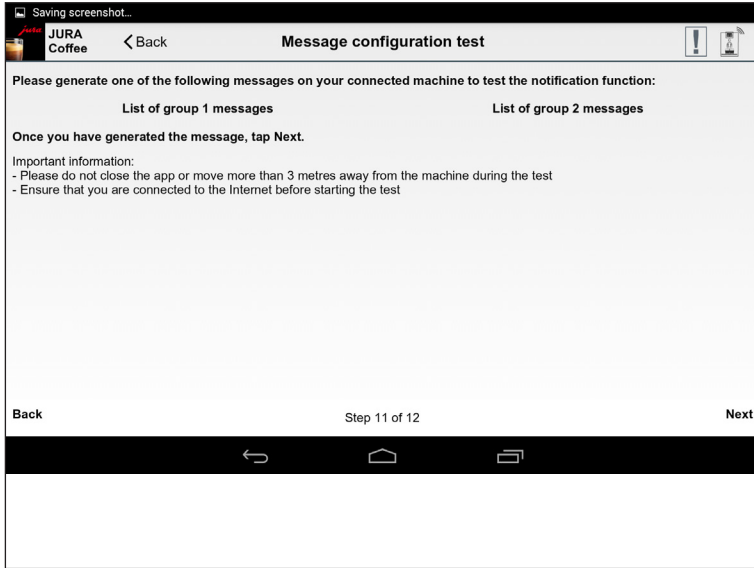 Saving screenshot...
jura
JURA
Coffee
Back
Message configuration test
Please generate one of the following messages on your connected machine to test the notification function:
List of group 1 messages
List of group 2 messages
Once you have generated the message, tap Next.
Important information:
- Please do not close the app or move more than 3 metres away from the machine during the test
- Ensure that you are connected to the Internet before starting the test
Back
Step 11 of 12
Next